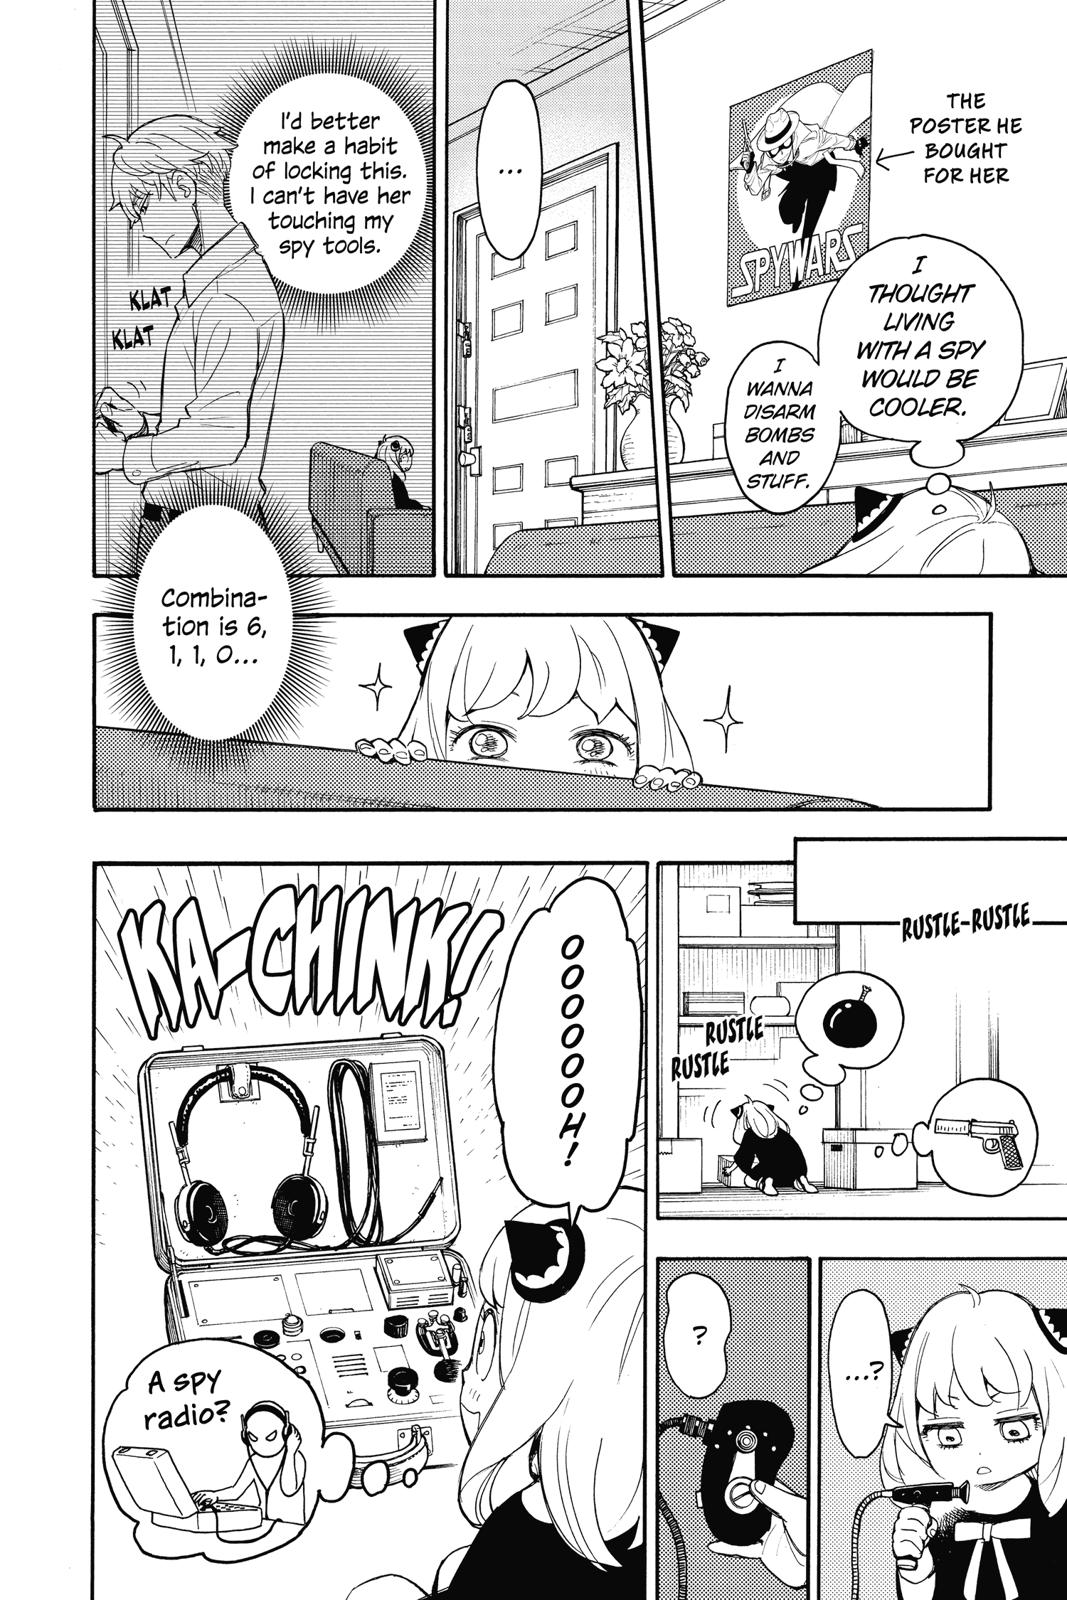 THE
POSTER HE
BOUGHT
FOR HER
SPYWARS
I
THOUGHT
LIVING
WITH A SPY
WOULD BE
COOLER.
I
WANNA
DISARM
BOMBS
AND
STUFF.
...
I'd better
make a habit
of locking this.
I can't have her
touching my
spy tools.
KLAT
KLAT
Combina-
tion is 6,
1, 1, 0...
RUSTLE-RUSTLE
RUSTLE
RUSTLE
...?
?
OOOOOOOOH!
KA-CHINK!
A SPY
radio?